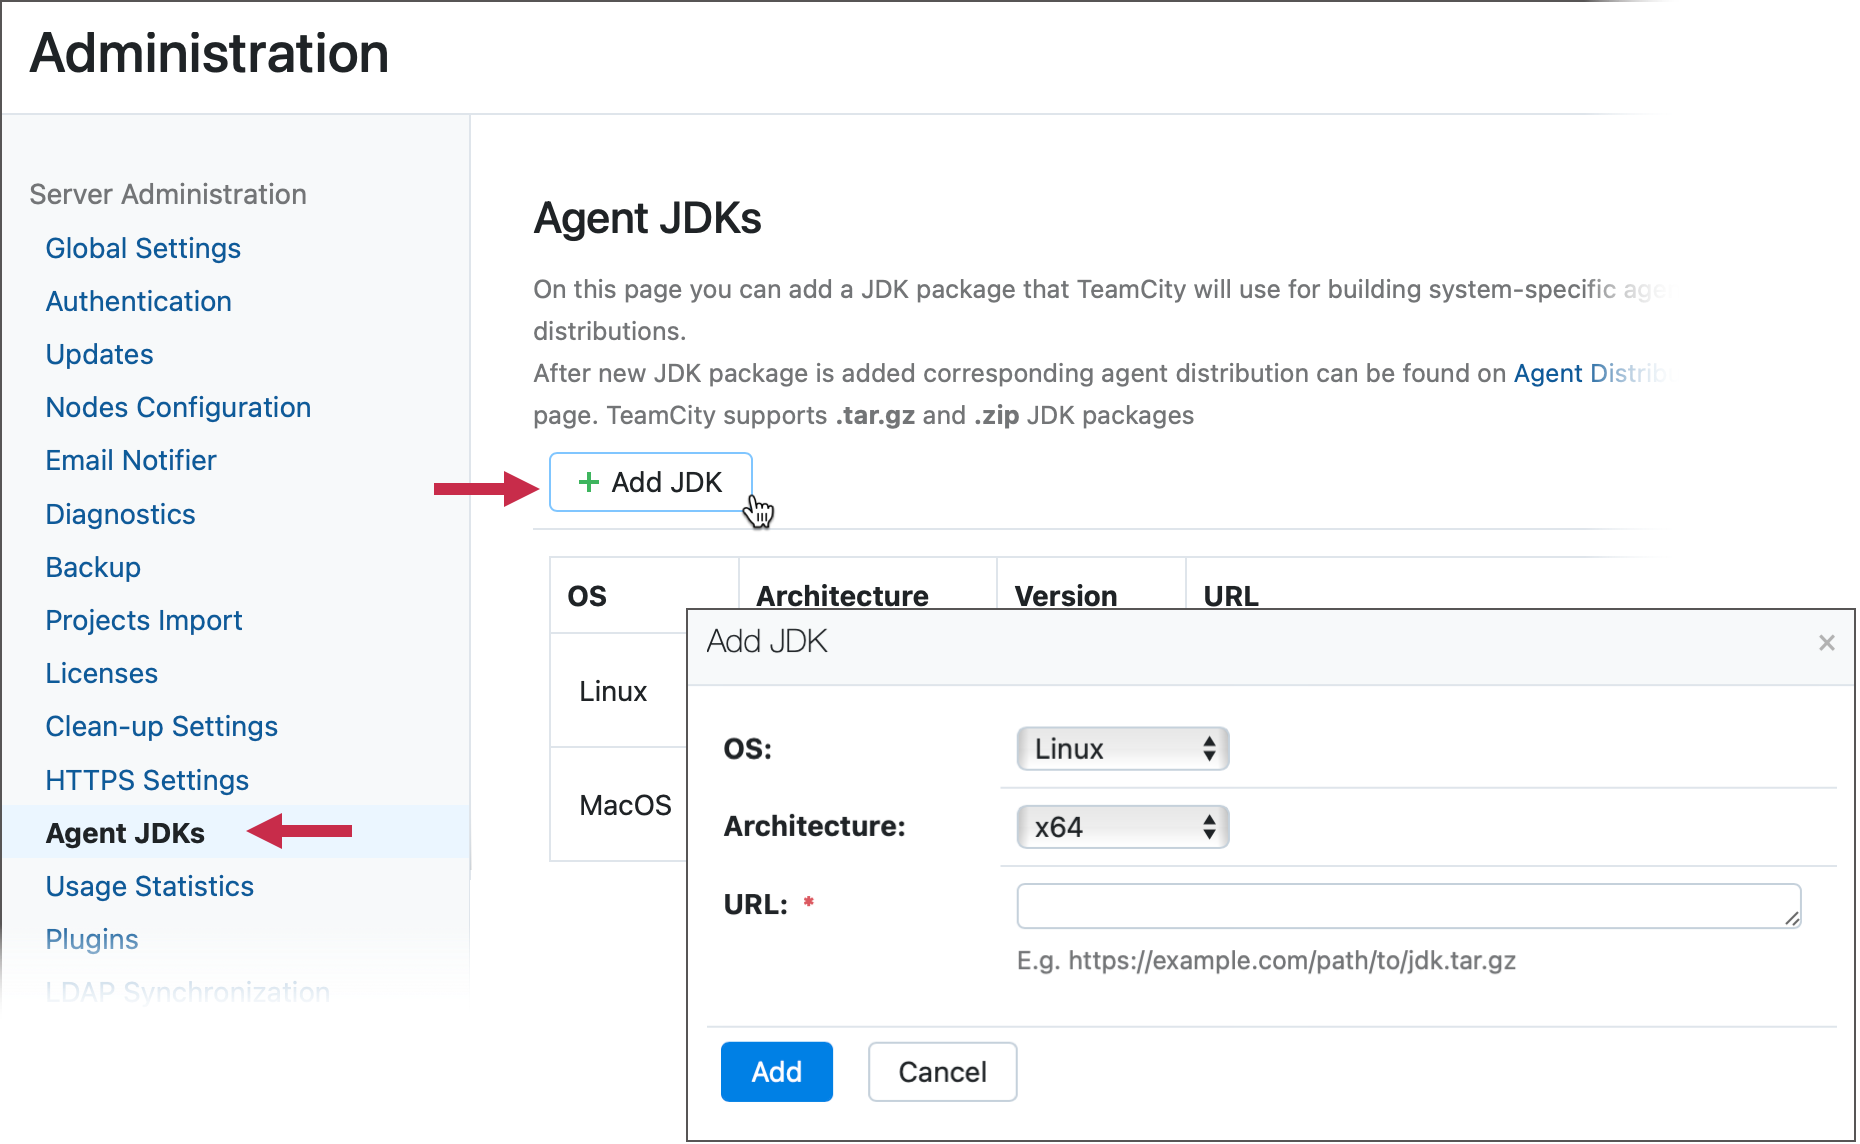 Administration
Server Administration
Global Settings
Authentication
Updates
Nodes Configuration
Email Notifier
Diagnostics
Backup
Projects Import
Licenses
Clean-up Settings
HTTPS Settings
Agent JDKs
Usage Statistics
Plugins
LDAP Synchronization
Agent JDKs
On this page you can add a JDK package that TeamCity will use for building system-specific
distributions.
After new JDK package is added corresponding agent distribution can be found on Agent
page. TeamCity supports .tar.gz and .zip JDK packages
+ Add JDK
OS Architecture Version URL
Linux
MacOS
Add JDK ×
OS: Linux
Architecture: x64
URL: *
E.g. https://example.com/path/to/jdk.tar.gz
Add Cancel